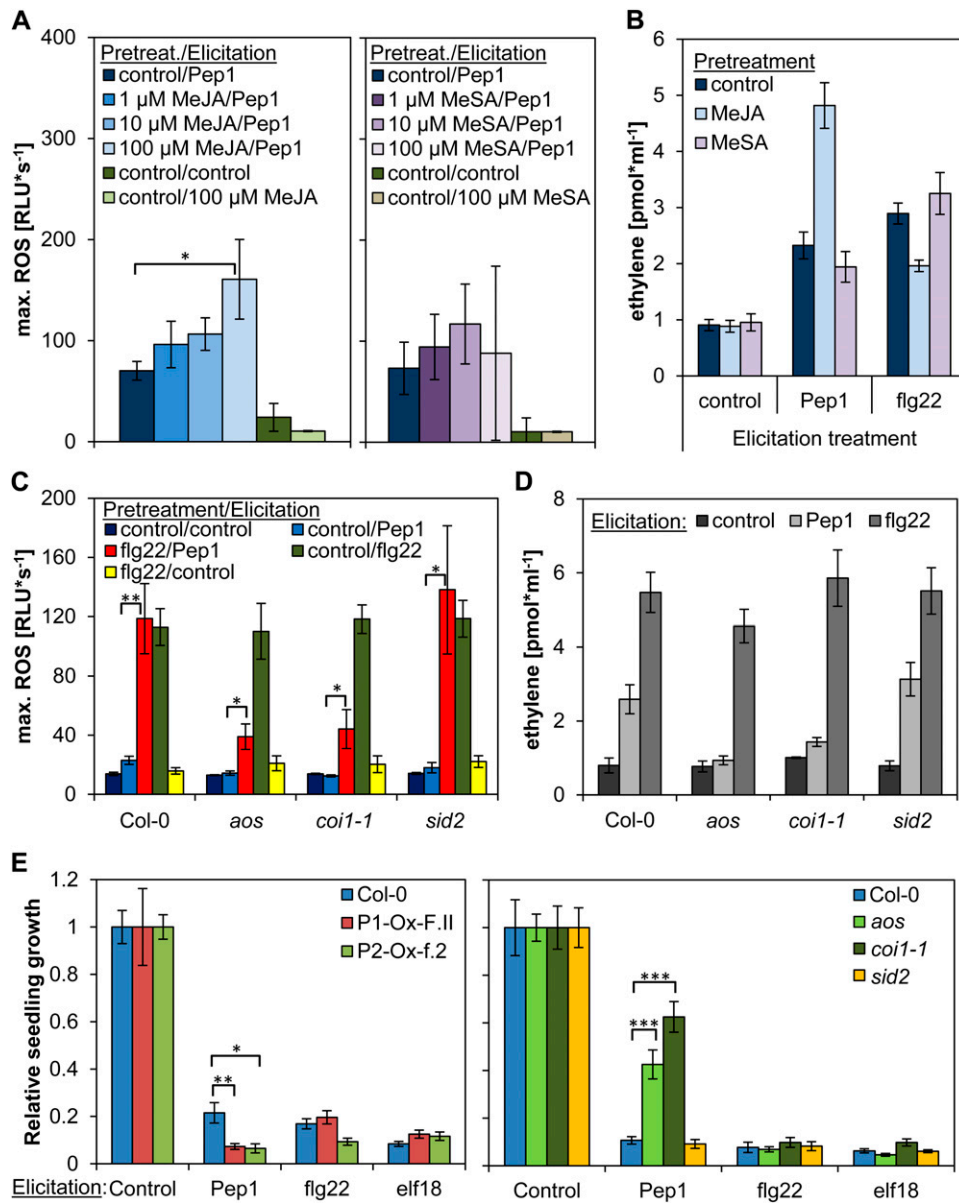 A
max. ROS [RLU*s-1]
400
300
200
100
0
Pretreat./Elicitation
control/Pep1
1 µM MeJA/Pep1
10 µM MeJA/Pep1
100 µM MeJA/Pep1
control/control
control/100 µM MeJA
*
Pretreat./Elicitation
control/Pep1
1 µM MeSA/Pep1
10 µM MeSA/Pep1
100 µM MeSA/Pep1
control/control
control/100 µM MeSA
B
ethylene [pmol*ml-1]
6
5
4
3
2
1
0
Pretreatment
control
MeJA
MeSA
control Pep1 flg22
Elicitation treatment
C
max. ROS [RLU*s-1]
200
160
120
80
40
0
Pretreatment/Elicitation
control/control control/Pep1
flg22/Pep1 control/flg22
flg22/control
** * * *
Col-0 aos coi1-1 sid2
D
ethylene [pmol*ml-1]
8
6
4
2
0
Elicitation: control Pep1 flg22
Col-0 aos coi1-1 sid2
E
Relative seedling growth
1.2
1
0.8
0.6
0.4
0.2
0
Col-0
P1-Ox-F.II
P2-Ox-f.2
*
**
Elicitation: Control Pep1 flg22 elf18
Col-0
aos
coi1-1
sid2
***
***
Control Pep1 flg22 elf18